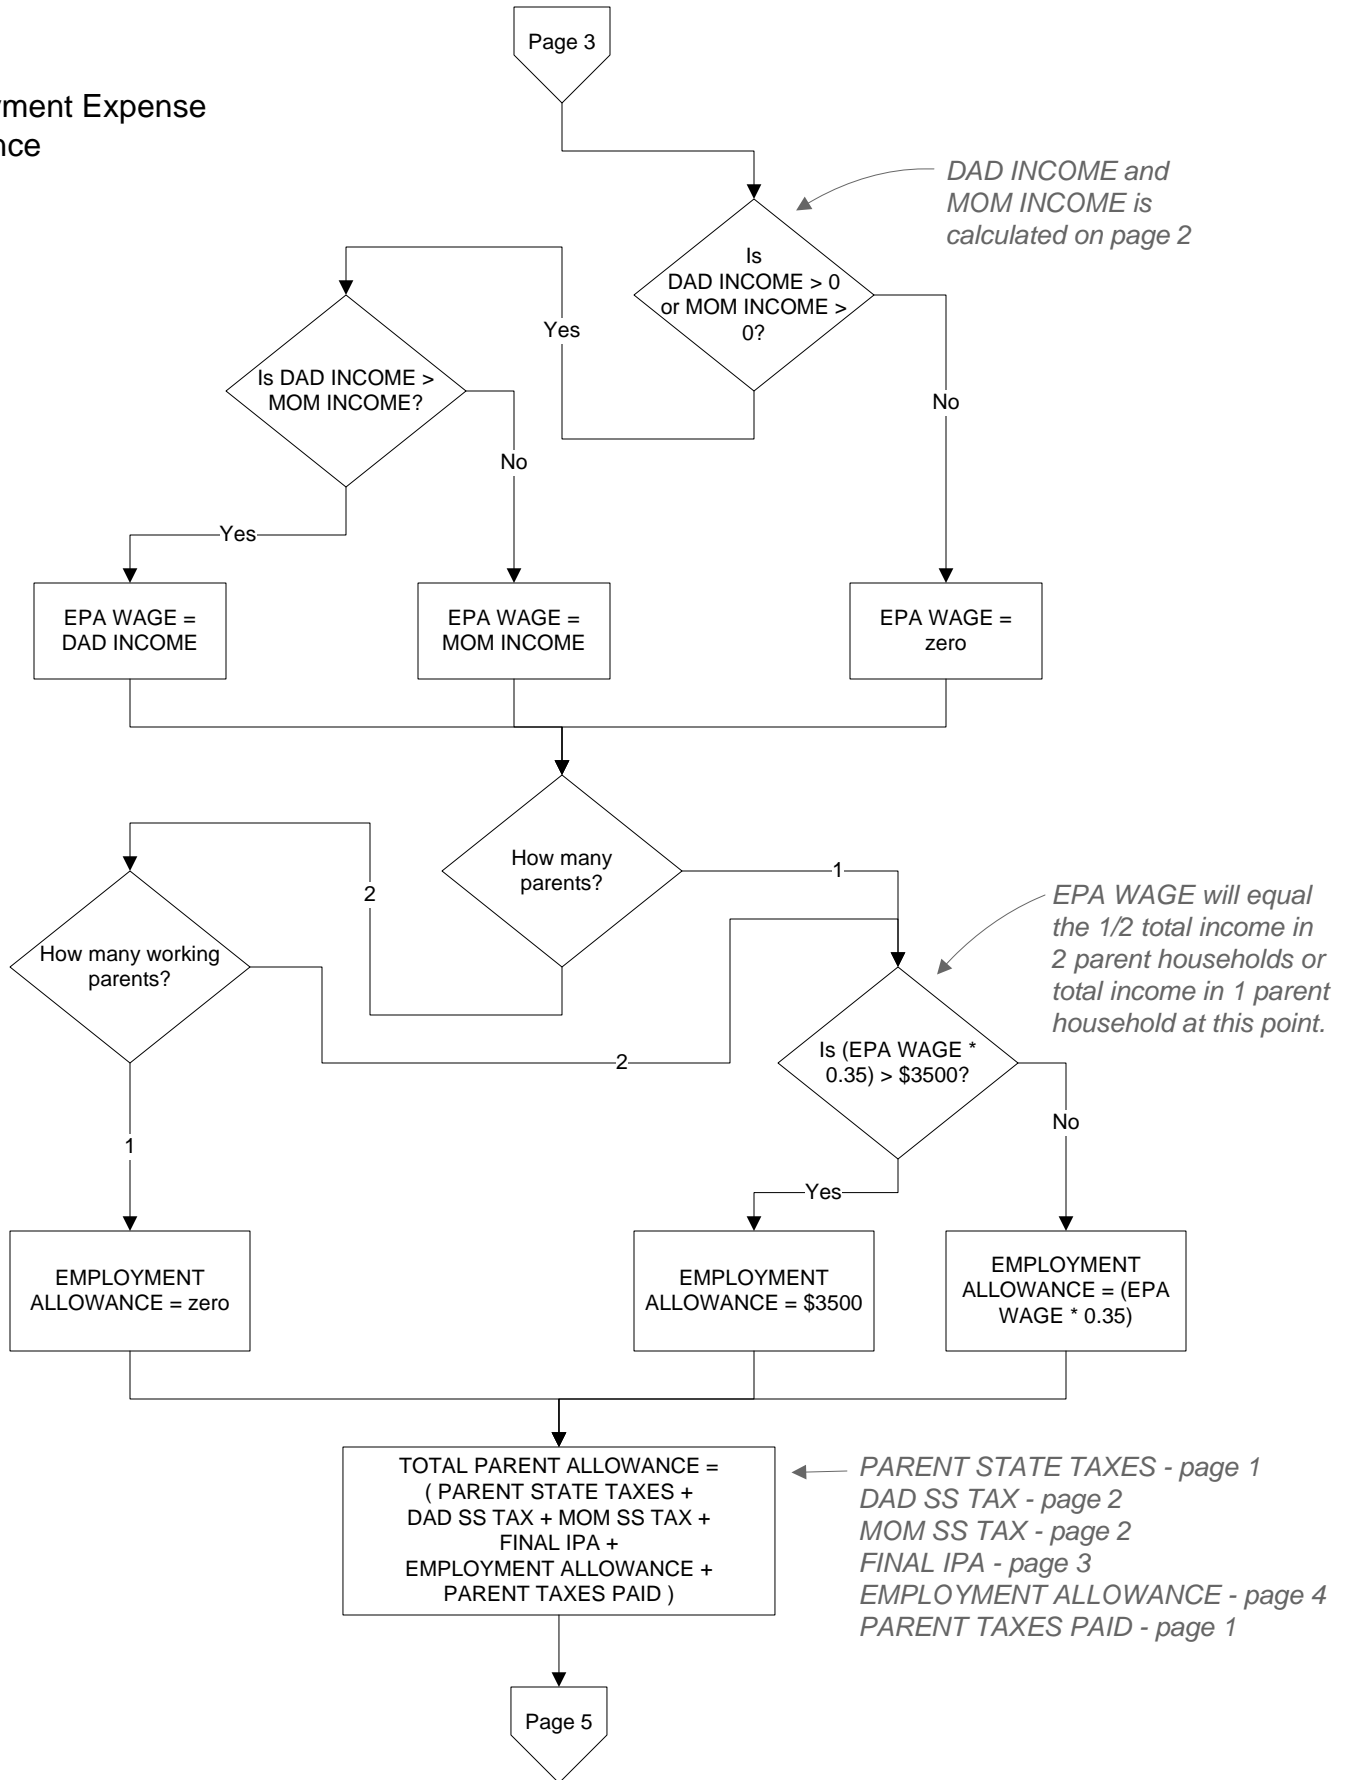 Page 3
yment Expense
nce
DAD INCOME and
MOM INCOME is
calculated on page 2
Is
DAD INCOME > 0
or MOM INCOME >
0?
Yes
Is DAD INCOME >
MOM INCOME?
No
No
Yes
EPA WAGE =
DAD INCOME
EPA WAGE =
MOM INCOME
EPA WAGE =
zero
How many
parents?
1
2
EPA WAGE will equal
the 1/2 total income in
2 parent households or
total income in 1 parent
household at this point.
How many working
parents?
Is (EPA WAGE *
0.35) > $3500?
2
No
1
Yes
EMPLOYMENT
ALLOWANCE = zero
EMPLOYMENT
ALLOWANCE = $3500
EMPLOYMENT
ALLOWANCE = (EPA
WAGE * 0.35)
TOTAL PARENT ALLOWANCE =
( PARENT STATE TAXES +
DAD SS TAX + MOM SS TAX +
FINAL IPA +
EMPLOYMENT ALLOWANCE +
PARENT TAXES PAID )
PARENT STATE TAXES - page 1
DAD SS TAX - page 2
MOM SS TAX - page 2
FINAL IPA - page 3
EMPLOYMENT ALLOWANCE - page 4
PARENT TAXES PAID - page 1
Page 5